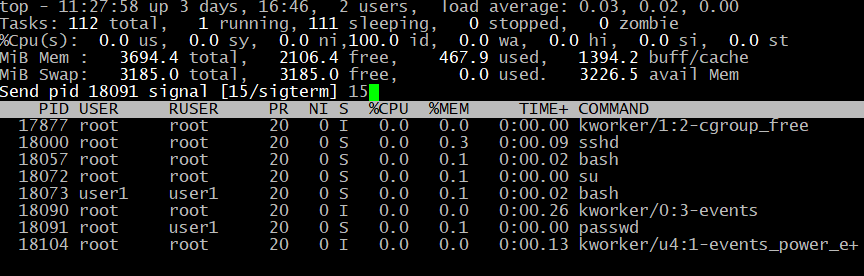 top - 11:27:58 up 3 days, 16:46,  2 users,  load average: 0.03, 0.02, 0.00
Tasks: 112 total,   1 running, 111 sleeping,   0 stopped,   0 zombie
%Cpu(s):  0.0 us,  0.0 sy,  0.0 ni,100.0 id,  0.0 wa,  0.0 hi,  0.0 si,  0.0 st
MiB Mem :   3694.4 total,   2106.4 free,    467.9 used,   1394.2 buff/cache
MiB Swap:   3185.0 total,   3185.0 free,      0.0 used.   3226.5 avail Mem
Send pid 18091 signal [15/sigterm] 15
PID USER     RUSER    PR  NI S  %CPU  %MEM     TIME+ COMMAND
17877 root     root     20   0 I   0.0   0.0   0:00.00 kworker/1:2-cgroup_free
18000 root     root     20   0 S   0.0   0.3   0:00.09 sshd
18057 root     root     20   0 S   0.0   0.1   0:00.02 bash
18072 root     root     20   0 S   0.0   0.1   0:00.00 su
18073 user1    user1    20   0 S   0.0   0.1   0:00.02 bash
18090 root     root     20   0 I   0.0   0.0   0:00.26 kworker/0:3-events
18091 root     user1    20   0 S   0.0   0.1   0:00.00 passwd
18104 root     root     20   0 I   0.0   0.0   0:00.13 kworker/u4:1-events_power_e+